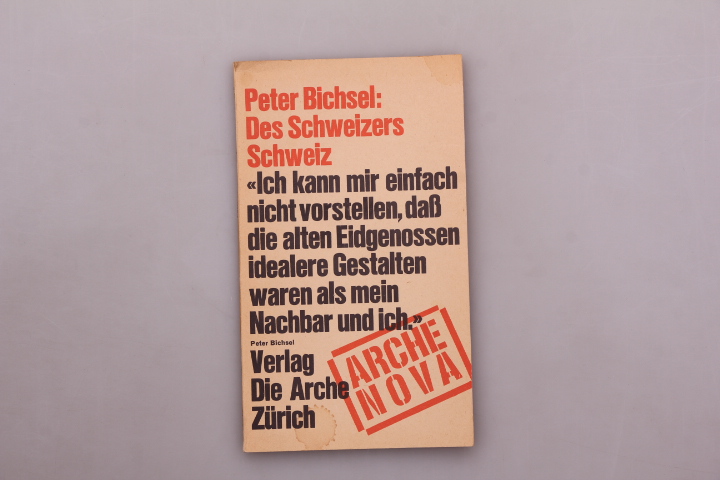 Peter Bichsel:
Des Schweizers
Schweiz
«Ich kann mir einfach
nicht vorstellen, daß
die alten Eidgenossen
idealere Gestalten
waren als mein
Nachbar und ich.»
Peter Bichsel
Verlag
Die Arche
Zürich
ARCHE
NOVA